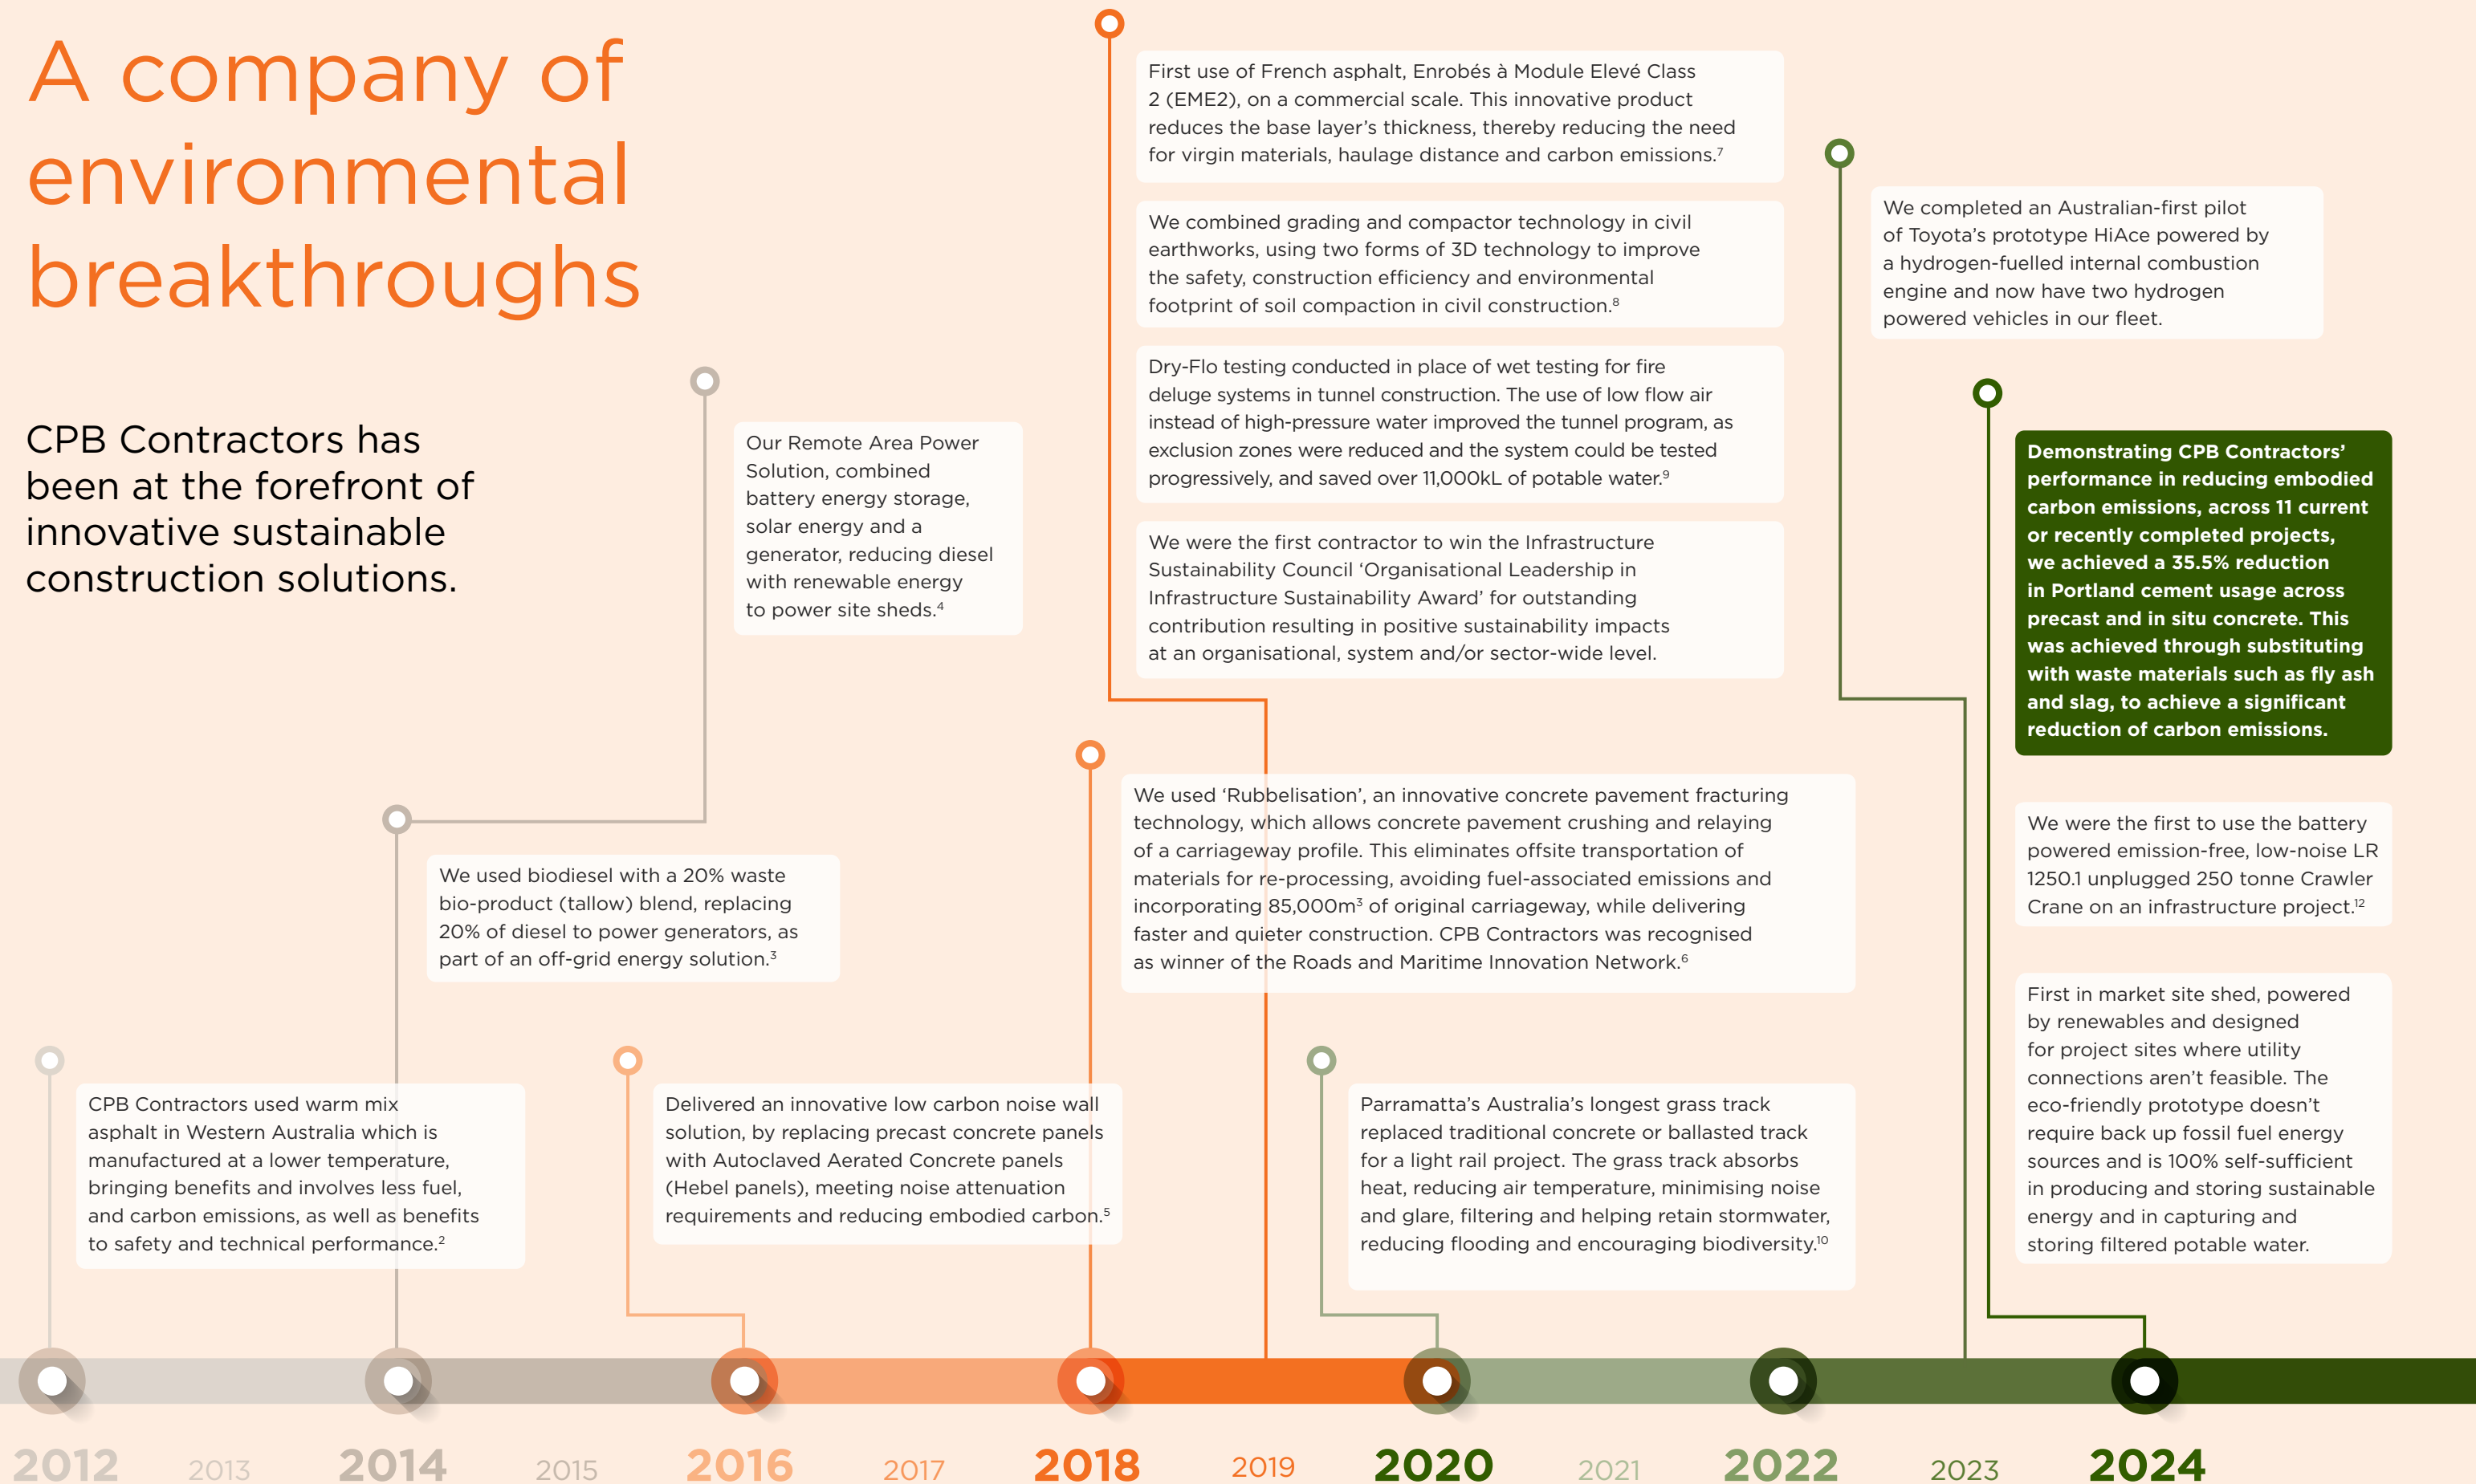 A company of
environmental
breakthroughs
CPB Contractors has
been at the forefront of
innovative sustainable
construction solutions.
CPB Contractors used warm mix
asphalt in Western Australia which is
manufactured at a lower temperature,
bringing benefits and involves less fuel,
and carbon emissions, as well as benefits
to safety and technical performance.²
We used biodiesel with a 20% waste
bio-product (tallow) blend, replacing
20% of diesel to power generators, as
part of an off-grid energy solution.³
Our Remote Area Power
Solution, combined
battery energy storage,
solar energy and a
generator, reducing diesel
with renewable energy
to power site sheds.⁴
Delivered an innovative low carbon noise wall
solution, by replacing precast concrete panels
with Autoclaved Aerated Concrete panels
(Hebel panels), meeting noise attenuation
requirements and reducing embodied carbon.⁵
We used ‘Rubbelisation’, an innovative concrete pavement fracturing
technology, which allows concrete pavement crushing and relaying
of a carriageway profile. This eliminates offsite transportation of
materials for re-processing, avoiding fuel-associated emissions and
incorporating 85,000m³ of original carriageway, while delivering
faster and quieter construction. CPB Contractors was recognised
as winner of the Roads and Maritime Innovation Network.⁶
First use of French asphalt, Enrobés à Module Elevé Class
2 (EME2), on a commercial scale. This innovative product
reduces the base layer’s thickness, thereby reducing the need
for virgin materials, haulage distance and carbon emissions.⁷
We combined grading and compactor technology in civil
earthworks, using two forms of 3D technology to improve
the safety, construction efficiency and environmental
footprint of soil compaction in civil construction.⁸
Dry-Flo testing conducted in place of wet testing for fire
deluge systems in tunnel construction. The use of low flow air
instead of high-pressure water improved the tunnel program, as
exclusion zones were reduced and the system could be tested
progressively, and saved over 11,000kL of potable water.⁹
We were the first contractor to win the Infrastructure
Sustainability Council ‘Organisational Leadership in
Infrastructure Sustainability Award’ for outstanding
contribution resulting in positive sustainability impacts
at an organisational, system and/or sector-wide level.
Parramatta’s Australia’s longest grass track
replaced traditional concrete or ballasted track
for a light rail project. The grass track absorbs
heat, reducing air temperature, minimising noise
and glare, filtering and helping retain stormwater,
reducing flooding and encouraging biodiversity.¹⁰
We completed an Australian-first pilot
of Toyota’s prototype HiAce powered by
a hydrogen-fuelled internal combustion
engine and now have two hydrogen
powered vehicles in our fleet.
Demonstrating CPB Contractors’
performance in reducing embodied
carbon emissions, across 11 current
or recently completed projects,
we achieved a 35.5% reduction
in Portland cement usage across
precast and in situ concrete. This
was achieved through substituting
with waste materials such as fly ash
and slag, to achieve a significant
reduction of carbon emissions.
We were the first to use the battery
powered emission-free, low-noise LR
1250.1 unplugged 250 tonne Crawler
Crane on an infrastructure project.¹²
First in market site shed, powered
by renewables and designed
for project sites where utility
connections aren’t feasible. The
eco-friendly prototype doesn’t
require back up fossil fuel energy
sources and is 100% self-sufficient
in producing and storing sustainable
energy and in capturing and
storing filtered potable water.
2012 2013 2014 2015 2016 2017 2018 2019 2020 2021 2022 2023 2024